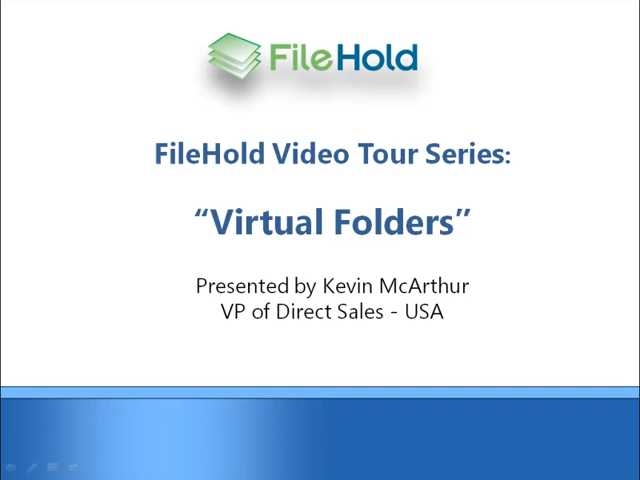 FileHold
FileHold Video Tour Series:
“Virtual Folders”
Presented by Kevin McArthur
VP of Direct Sales - USA